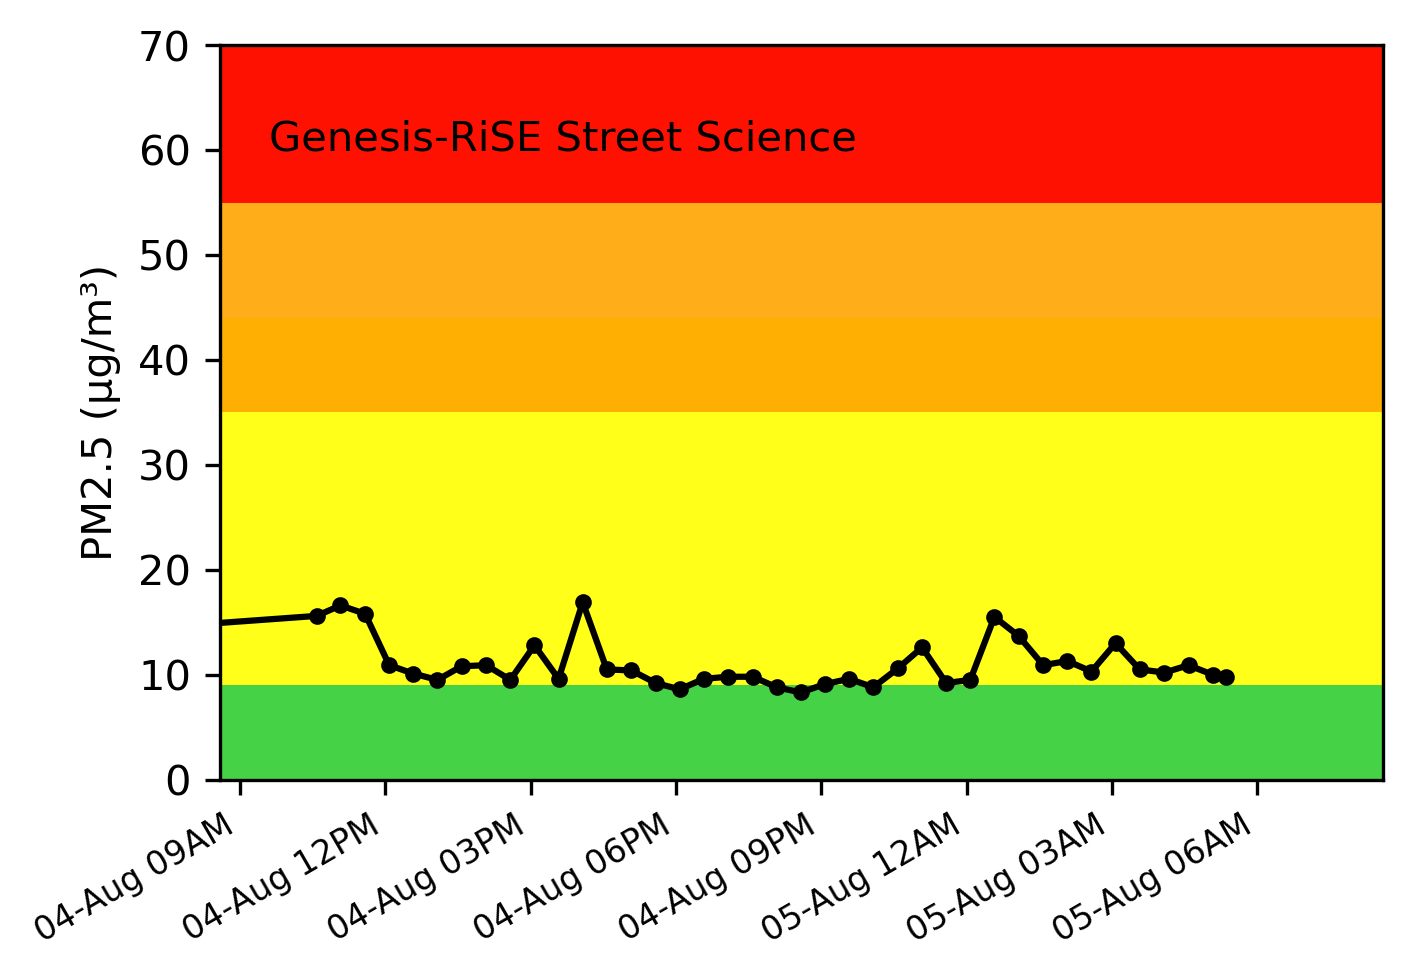 70
Genesis-RiSE Street Science
60
50
40
30
20
10
0
PM2.5 (µg/m³)
04-Aug 09AM
04-Aug 12PM
04-Aug 03PM
04-Aug 06PM
04-Aug 09PM
05-Aug 12AM
05-Aug 03AM
05-Aug 06AM